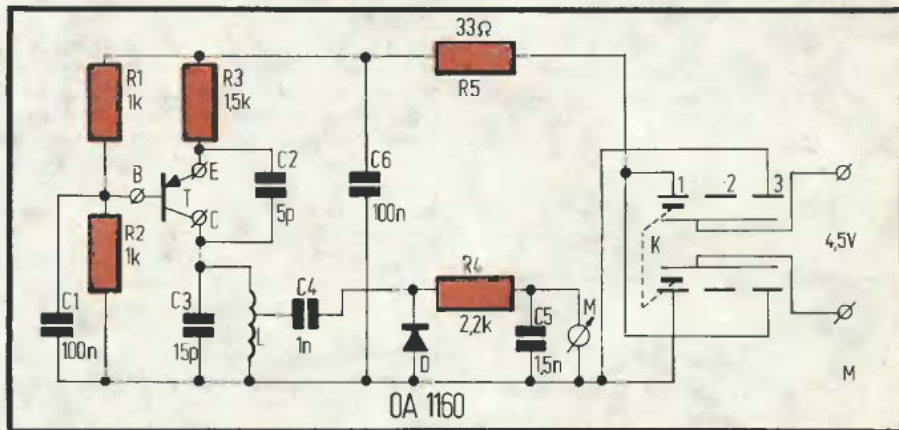 33Ω
R5
R1
1k
R3
1,5k
B
E
T
C
C2
5p
C6
100n
1 2 3
K
4,5V
R2
1k
C1
100n
C3
15p
L
C4
1n
R4
2,2k
D
C5
1,5n
M
M
OA 1160